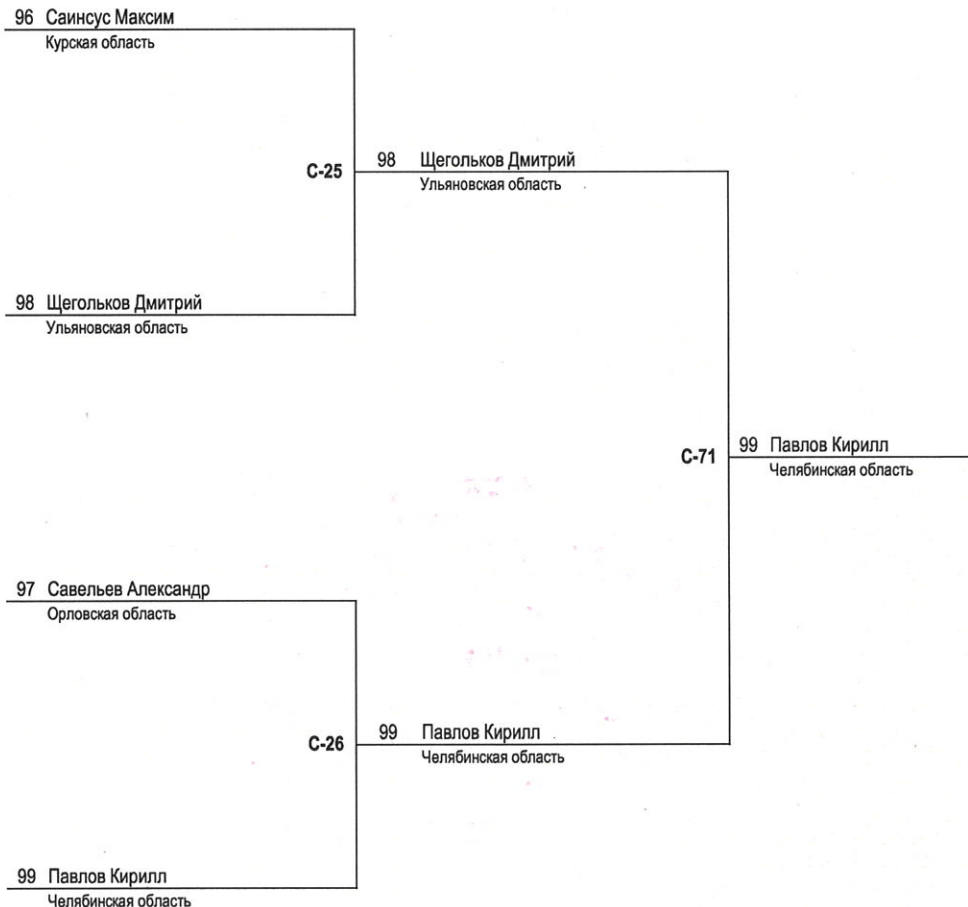 96 Саинсус Максим
Курская область
С-25
98 Щегольков Дмитрий
Ульяновская область
98 Щегольков Дмитрий
Ульяновская область
С-71
99 Павлов Кирилл
Челябинская область
97 Савельев Александр
Орловская область
С-26
99 Павлов Кирилл
Челябинская область
99 Павлов Кирилл
Челябинская область